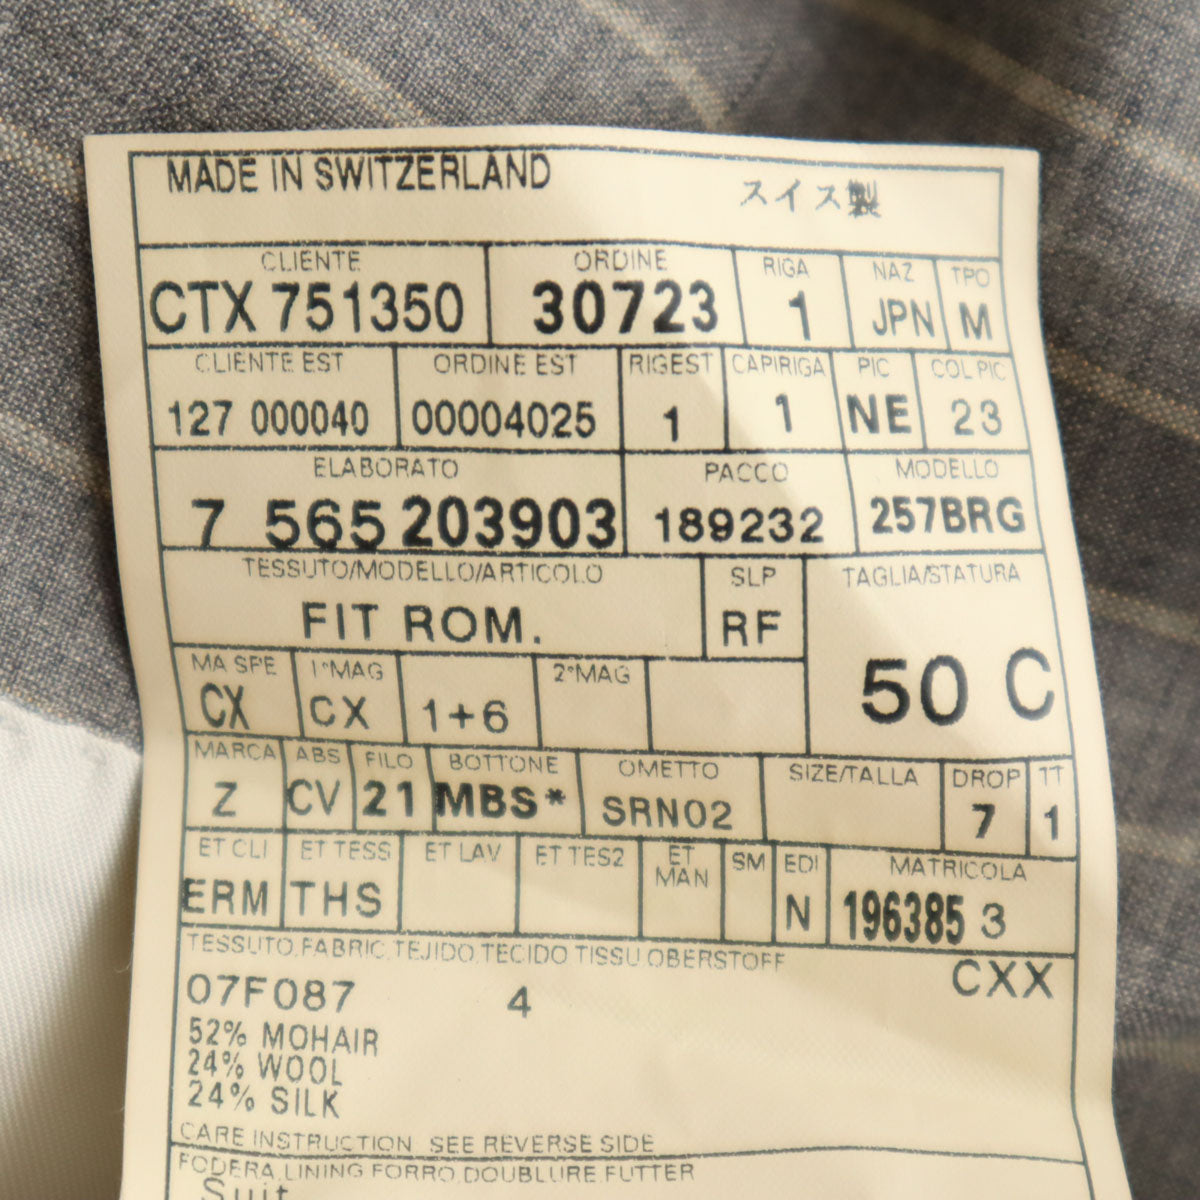 MADE IN SWITZERLAND スイス製
CLIENTE ORDINE RIGA NAZ TPO
CTX 751350 30723 1 JPN M
CLIENTE EST ORDINE EST RIGEST CAPIRIGA PIC COL PIC
127 000040 00004025 1 1 NE 23
ELABORATO PACCO MODELLO
7 565 203903 189232 257BRG
TESSUTO/MODELLO/ARTICOLO SLP TAGLIA/STATURA
FIT ROM. RF 50 C
MA SPE 1°MAG 2°MAG
CX CX 1+6
MARCA ABS FILO BOTTONE OMETTO SIZE/TALLA DROP TT
Z CV 21 MBS* SRN02 7 1
ET CLI ET TESS ET LAV ET TES2 ET MAN SM EDI MATRICOLA
ERM THS N 196385 3
TESSUTO,FABRIC,TEJIDO,TECIDO TISSU,OBERSTOFF
CXX
07F087 4
52% MOHAIR
24% WOOL
24% SILK
CARE INSTRUCTION SEE REVERSE SIDE
FODERA,LINING FORRO,DOUBLURE,FUTTER
Suit